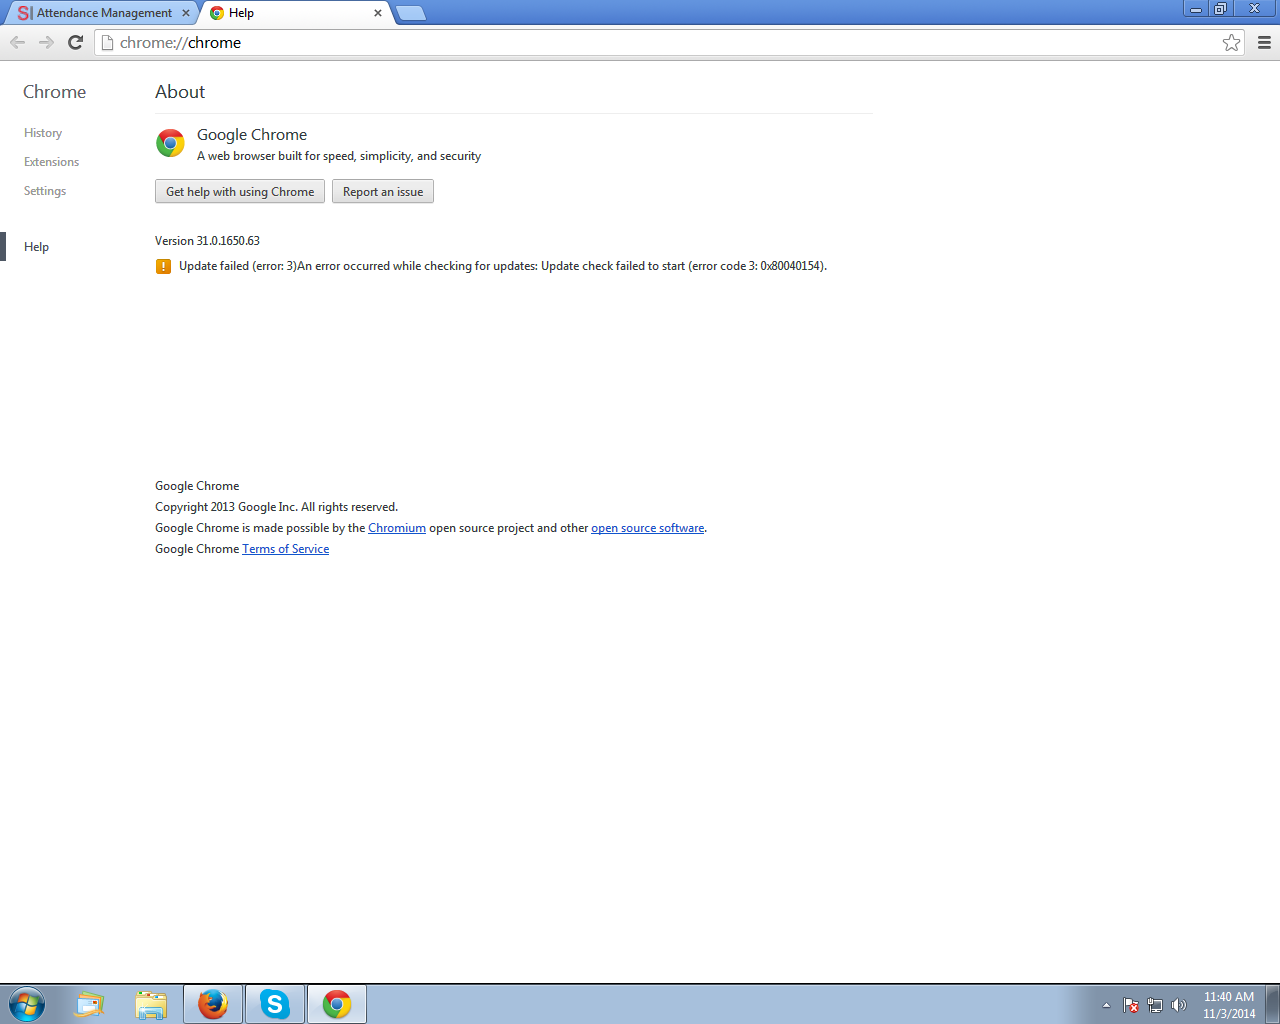 SI Attendance Management
Help
chrome://chrome
Chrome
About
History
Extensions
Settings
Help
Google Chrome
A web browser built for speed, simplicity, and security
Get help with using Chrome
Report an issue
Version 31.0.1650.63
Update failed (error: 3)An error occurred while checking for updates: Update check failed to start (error code 3: 0x80040154).
Google Chrome
Copyright 2013 Google Inc. All rights reserved.
Google Chrome is made possible by the Chromium open source project and other open source software.
Google Chrome Terms of Service
11:40 AM
11/3/2014